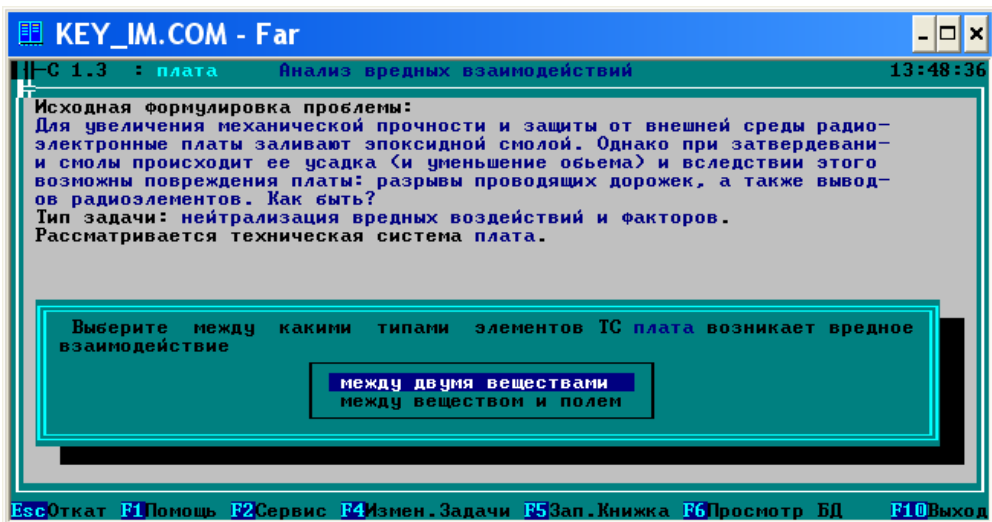 KEY_IM.COM - Far
С 1.3 : плата Анализ вредных взаимодействий 13:48:36
Исходная формулировка проблемы:
Для увеличения механической прочности и защиты от внешней среды радио-
электронные платы заливают эпоксидной смолой. Однако при затвердевани-
и смолы происходит ее усадка (и уменьшение обьема) и вследствии этого
возможны повреждения платы: разрывы проводящих дорожек, а также вывод-
ов радиоэлементов. Как быть?
Тип задачи: нейтрализация вредных воздействий и факторов.
Рассматривается техническая система плата.
Выберите между какими типами элементов ТС плата возникает вредное
взаимодействие
между двумя веществами
между веществом и полем
EscОткат F1Помощь F2Сервис F4Измен.Задачи F5Зап.Книжка F6Просмотр БД F10Выход